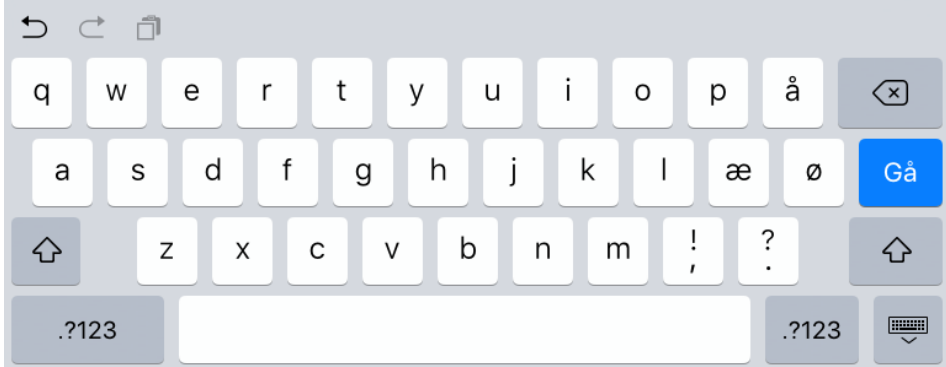 q w e r t y u i o p å
a s d f g h j k l æ ø Gå
z x c v b n m ! , ? .
.?123 .?123